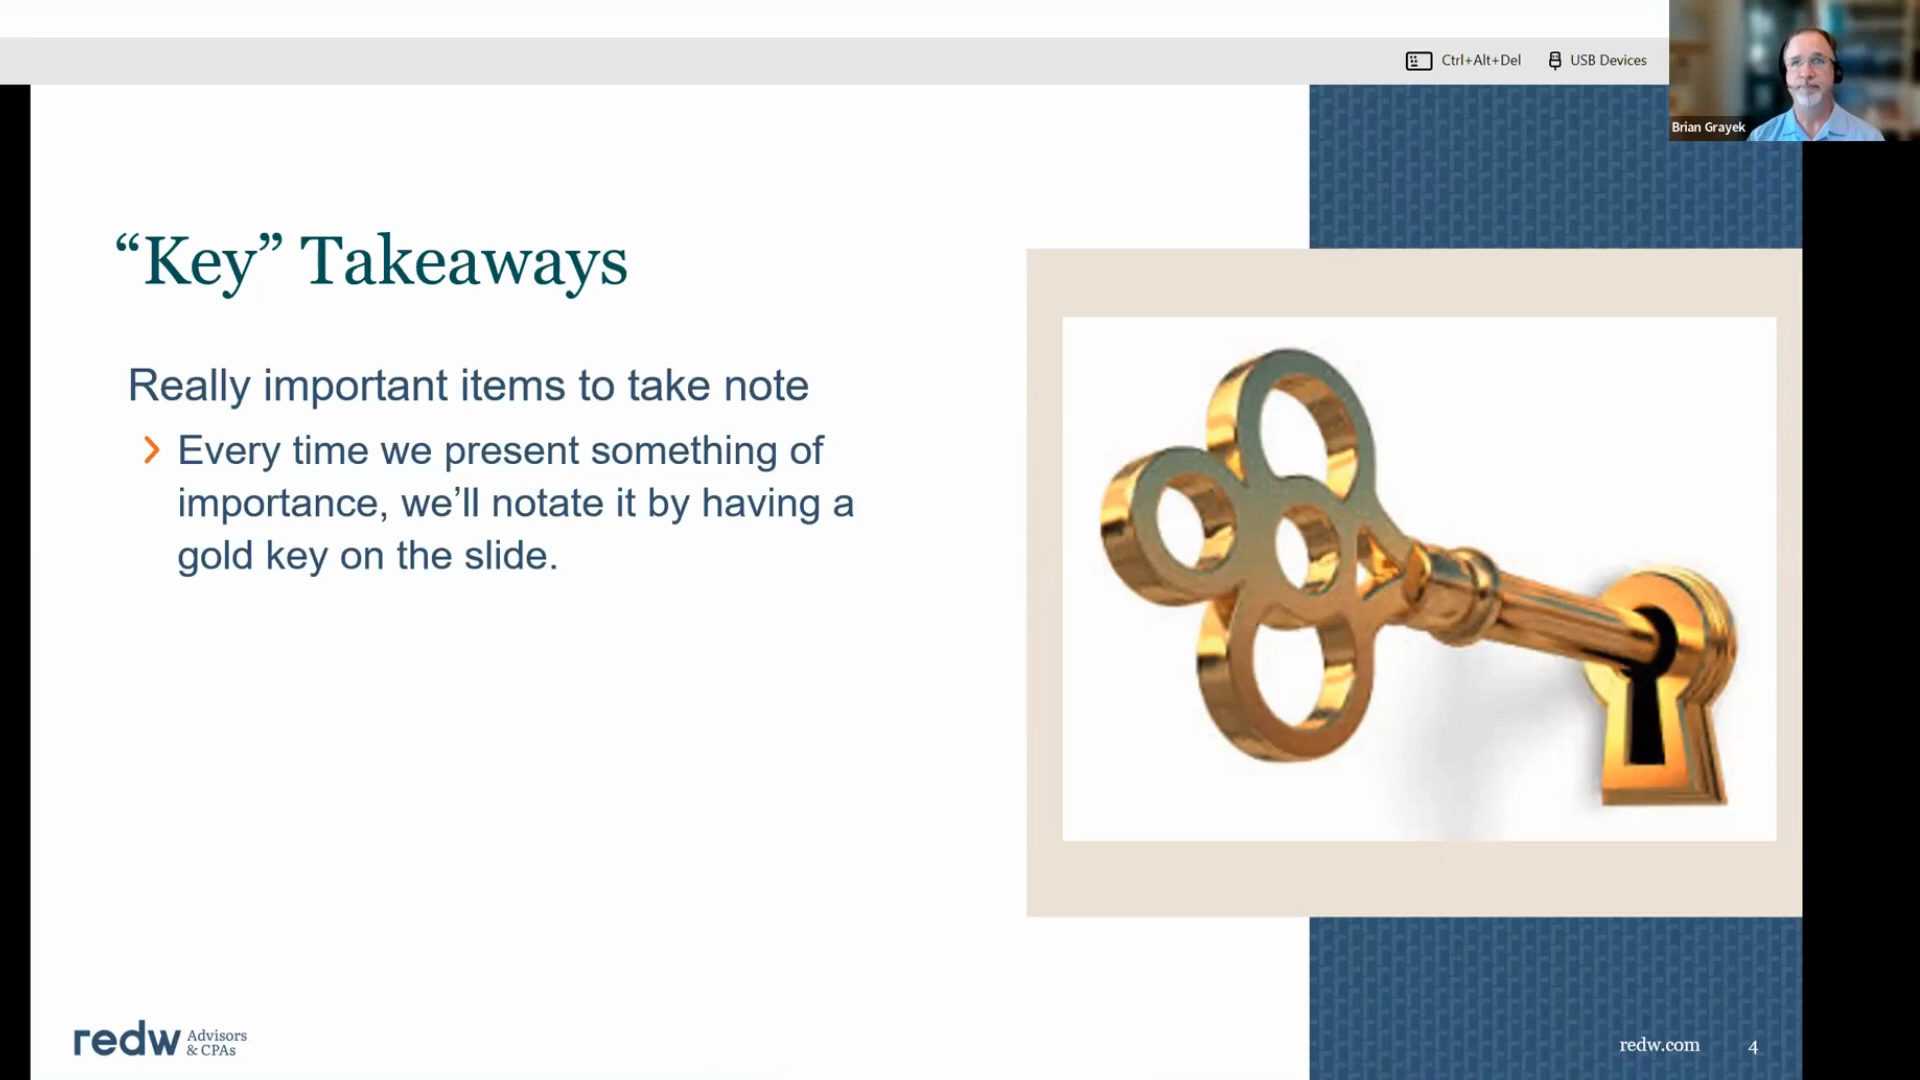 Ctrl+Alt+Del USB Devices
Brian Grayek
“Key” Takeaways
Really important items to take note
Every time we present something of
importance, we’ll notate it by having a
gold key on the slide.
redw Advisors
& CPAs
redw.com 4